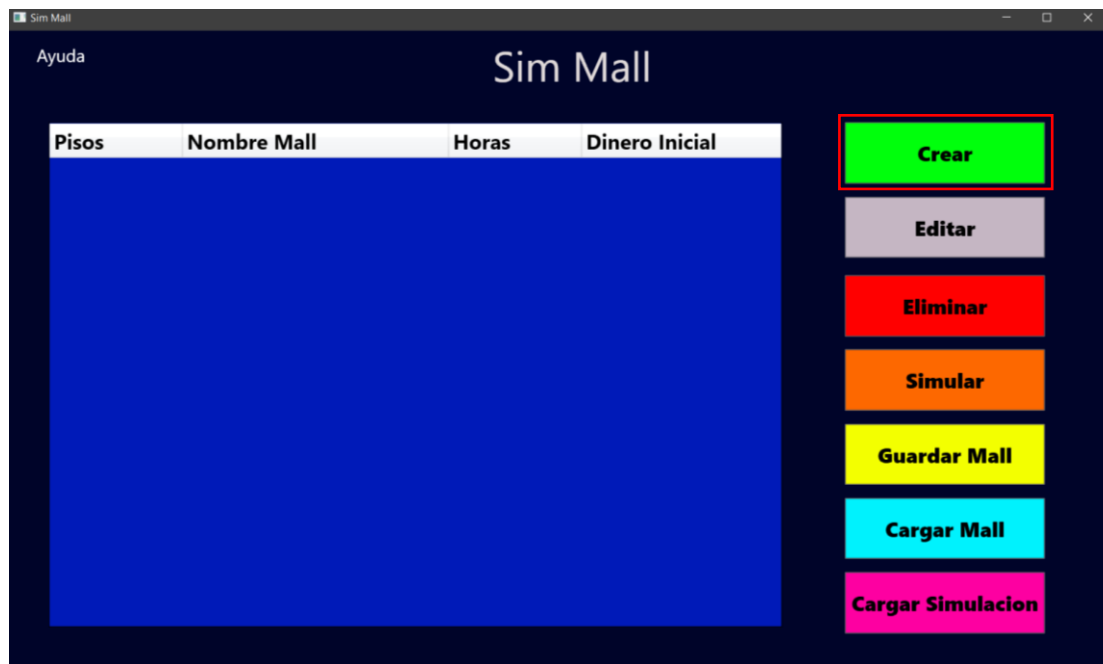 Sim Mall
Ayuda
Sim Mall
Pisos Nombre Mall Horas Dinero Inicial
Crear
Editar
Eliminar
Simular
Guardar Mall
Cargar Mall
Cargar Simulacion